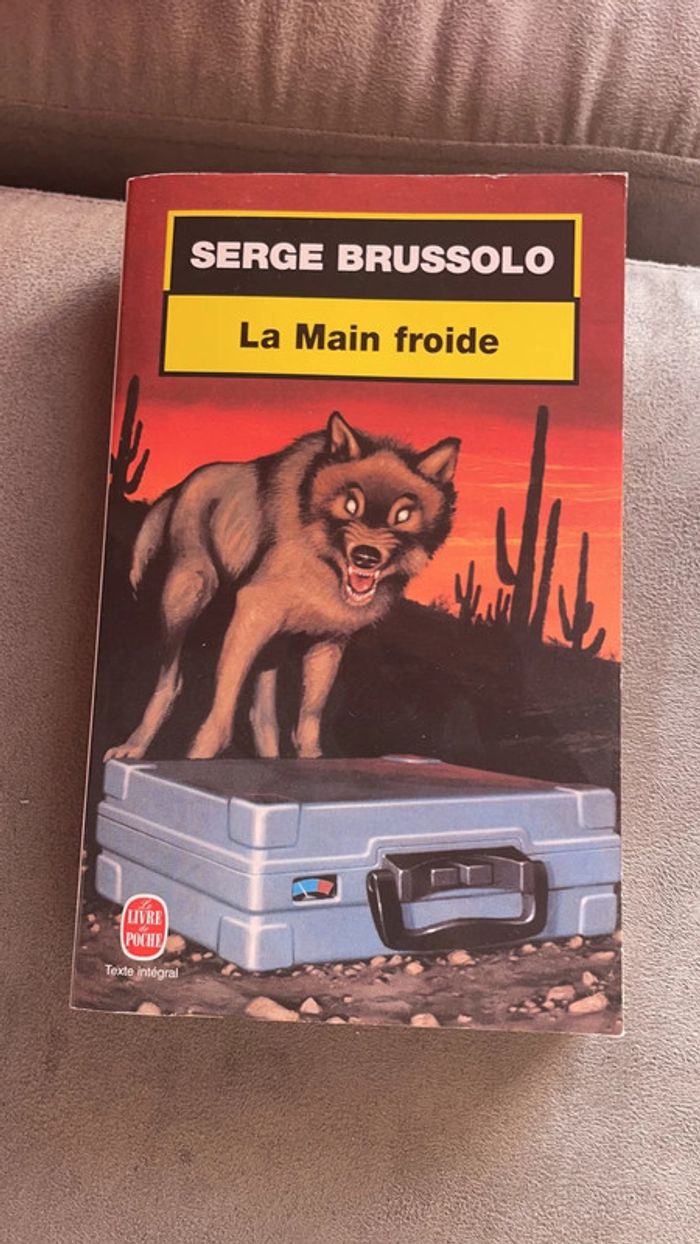 SERGE BRUSSOLO
La Main froide
Le
LIVRE
de
POCHE
Texte intégral